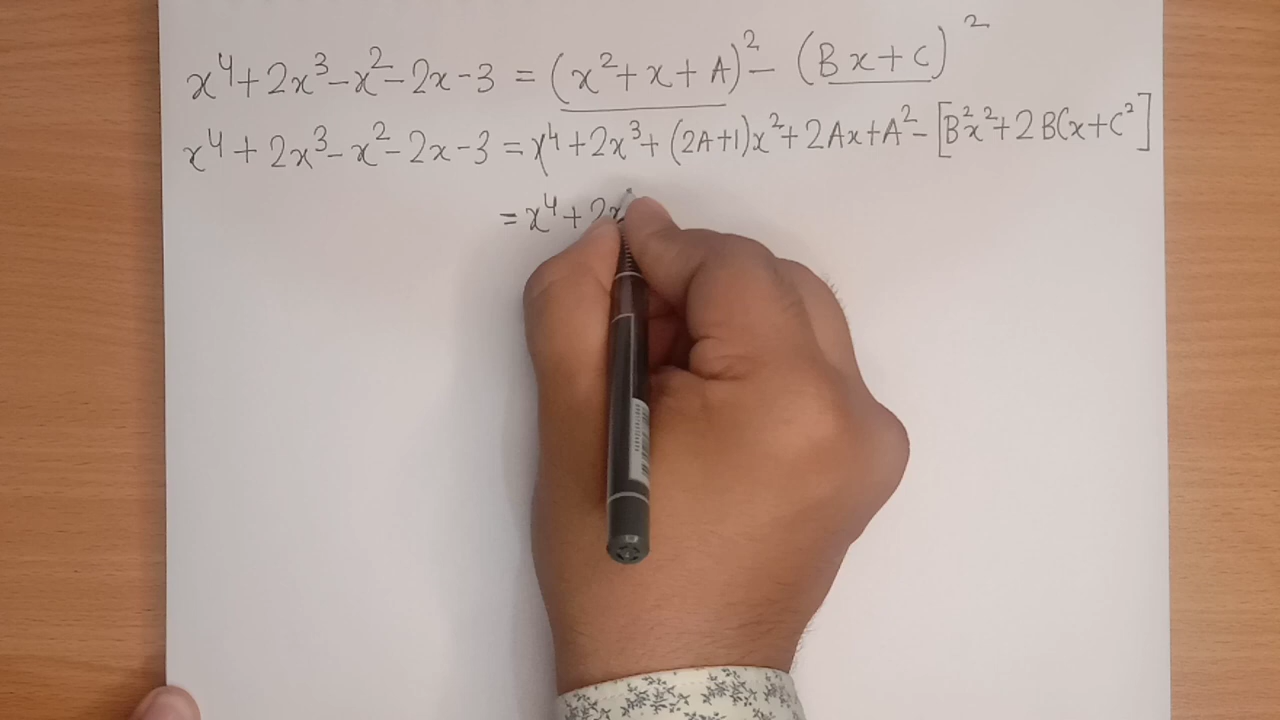 x⁴+2x³-x²-2x-3 = (x²+x+A)²- (Bx+C)²
x⁴+2x³-x²-2x-3 = x⁴+2x³+(2A+1)x²+2Ax+A²-[B²x²+2BCx+C²]
= x⁴+2x